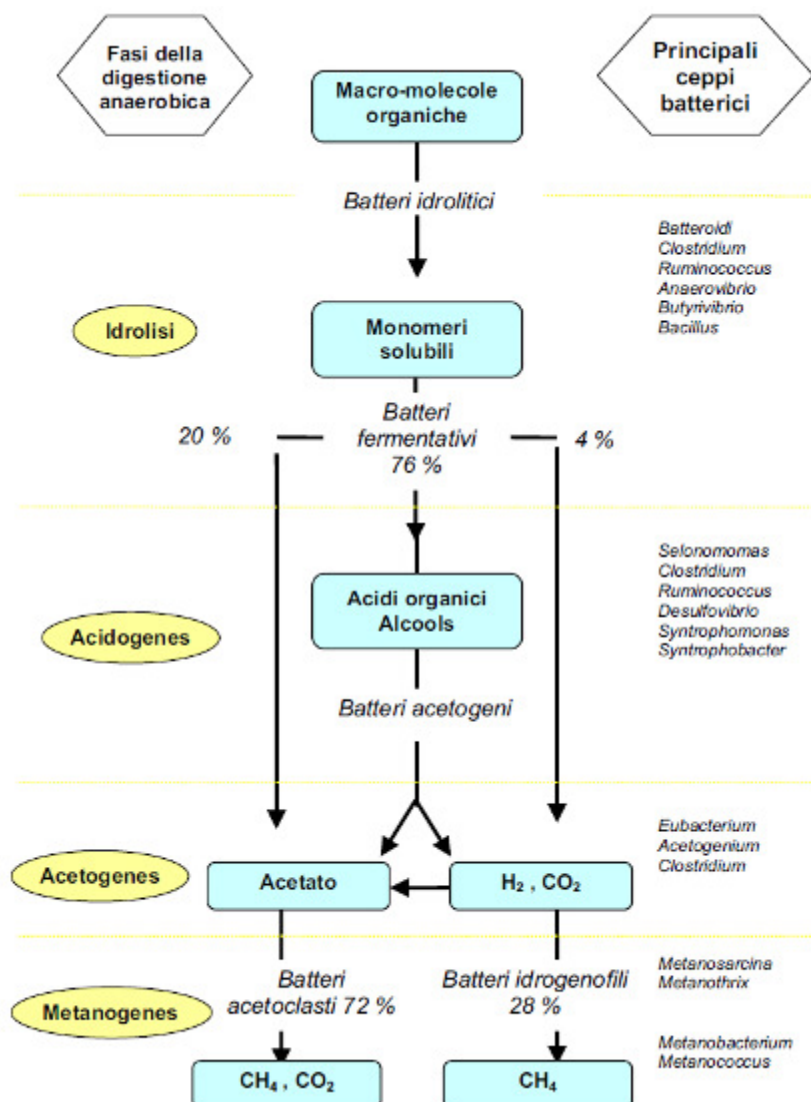 Fasi della
digestione
anaerobica
Macro-molecole
organiche
Principali
ceppi
batterici
Batteri idrolitici
Batteroidi
Clostridium
Ruminococcus
Anaerovibrio
Butyrivibrio
Bacillus
Idrolisi
Monomeri
solubili
20 %
Batteri
fermentativi
76 %
4 %
Selonomomas
Clostridium
Ruminococcus
Desulfovibrio
Syntrophomonas
Syntrophobacter
Acidogenes
Acidi organici
Alcools
Batteri acetogeni
Eubacterium
Acetogenium
Clostridium
Acetogenes
Acetato
H₂ , CO₂
Metanogenes
Batteri
acetoclasti 72 %
Batteri idrogenofili
28 %
Metanosarcina
Metanothrix
Metanobacterium
Metanococcus
CH₄ , CO₂
CH₄